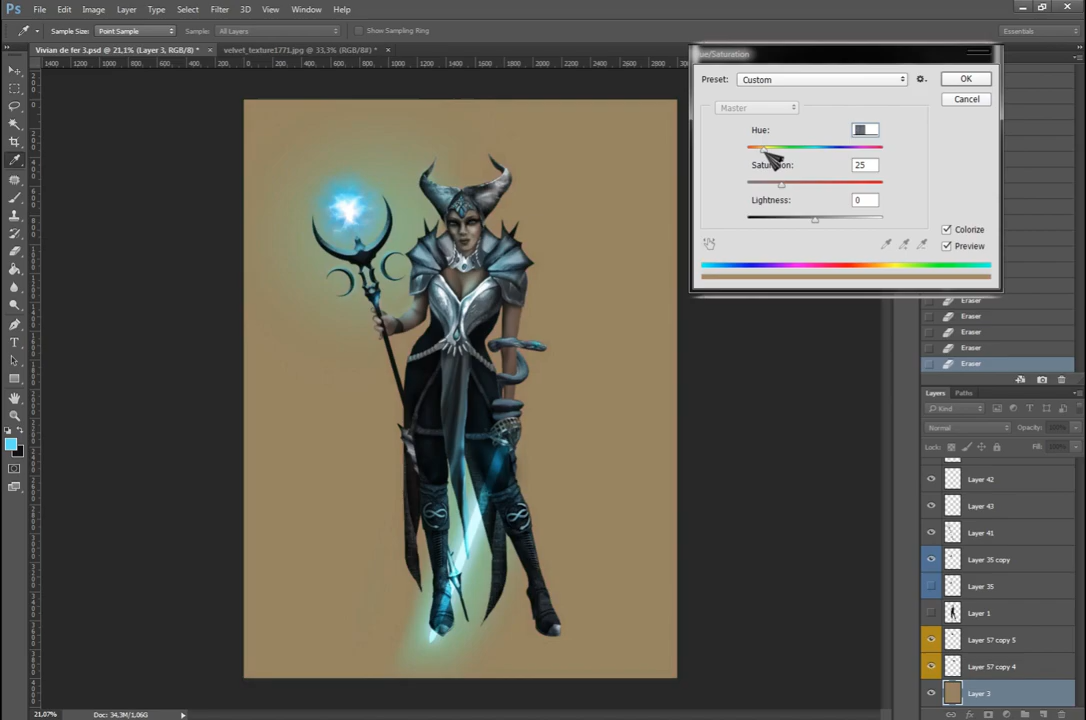 Ps File Edit Image Layer Type Select Filter 3D View Window Help
Sample Size: Point Sample Sample: All Layers Show Sampling Ring Essentials
Vivian de fer 3.psd @ 21,1% (Layer 3, RGB/8) * × velvet_texture1771.jpg @ 33,3% (RGB/8#) * ×
Hue/Saturation
Preset: Custom OK
Cancel
Master
Hue:
Saturation: 25
Lightness: 0
Colorize
Preview
Eraser
Eraser
Eraser
Eraser
Eraser
Layers Paths
Kind
Normal Opacity: 100%
Lock: Fill: 100%
Layer 42
Layer 43
Layer 41
Layer 35 copy
Layer 35
Layer 1
Layer 57 copy 5
Layer 57 copy 4
Layer 3
21,07% Doc: 34,3M/1,06G